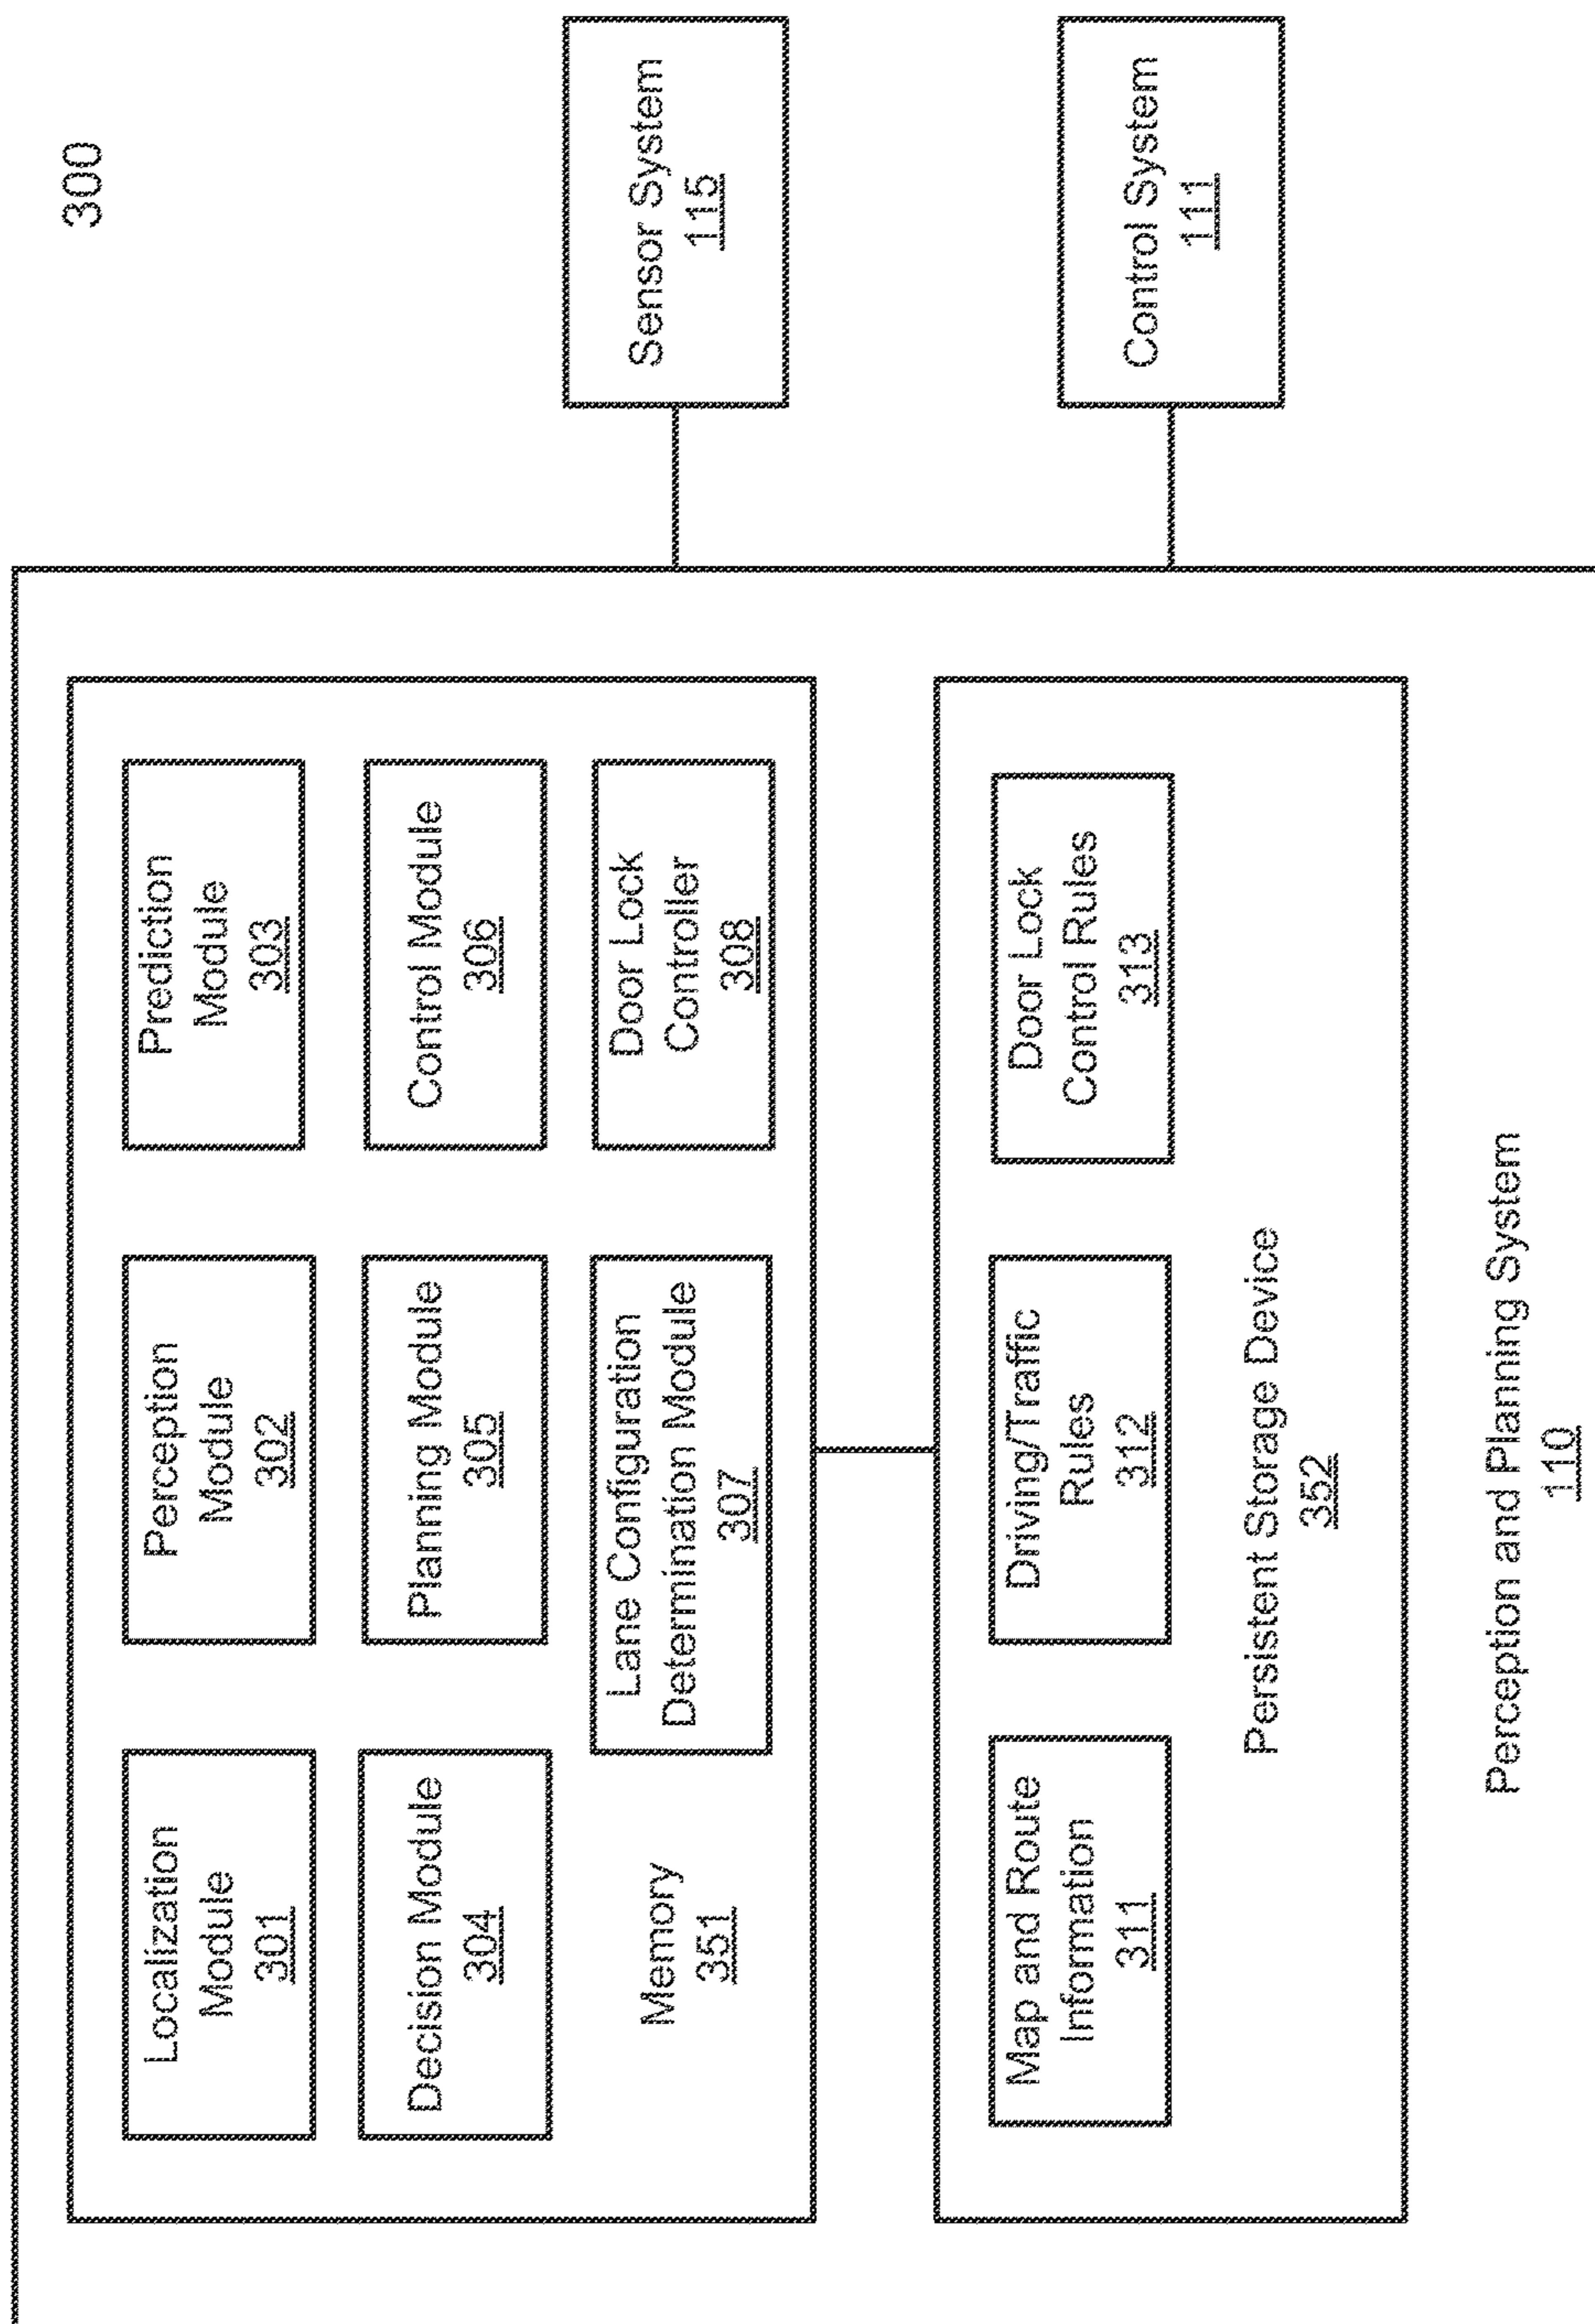 300
Localization
Module
301
Perception
Module
302
Prediction
Module
303
Decision Module
304
Planning Module
305
Control Module
306
Memory
351
Lane Configuration
Determination Module
307
Door Lock
Controller
308
Sensor System
115
Map and Route
Information
311
Driving/Traffic
Rules
312
Door Lock
Control Rules
313
Persistent Storage Device
352
Control System
111
Perception and Planning System
110